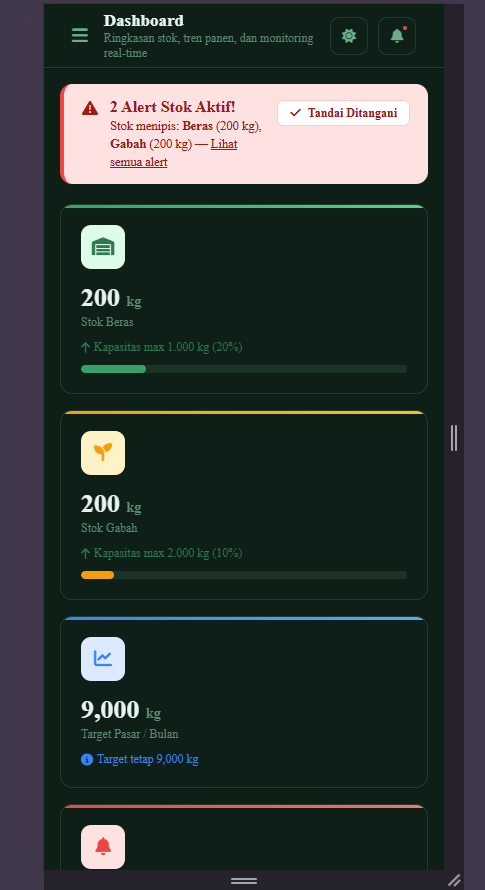 Dashboard
Ringkasan stok, tren panen, dan monitoring
real-time
2 Alert Stok Aktif!
Stok menipis: Beras (200 kg),
Gabah (200 kg) — Lihat
semua alert
Tandai Ditangani
200 kg
Stok Beras
Kapasitas max 1.000 kg (20%)
200 kg
Stok Gabah
Kapasitas max 2.000 kg (10%)
9,000 kg
Target Pasar / Bulan
Target tetap 9,000 kg